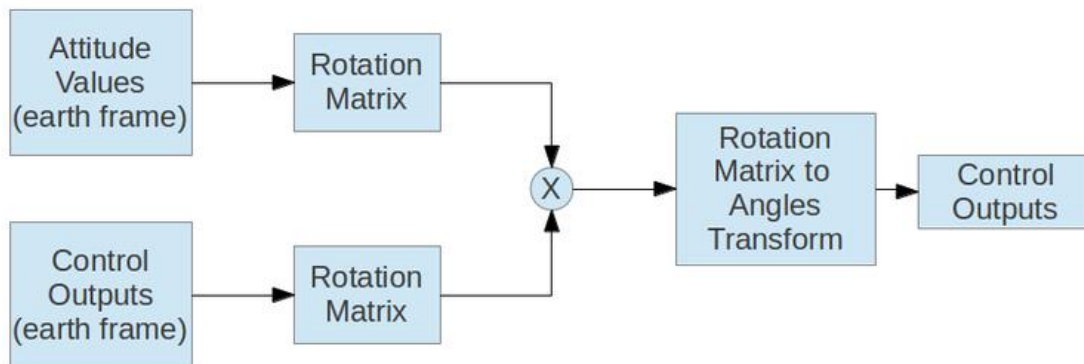 Attitude
Values
(earth frame)
Rotation
Matrix
Control
Outputs
(earth frame)
Rotation
Matrix
X
Rotation
Matrix to
Angles
Transform
Control
Outputs